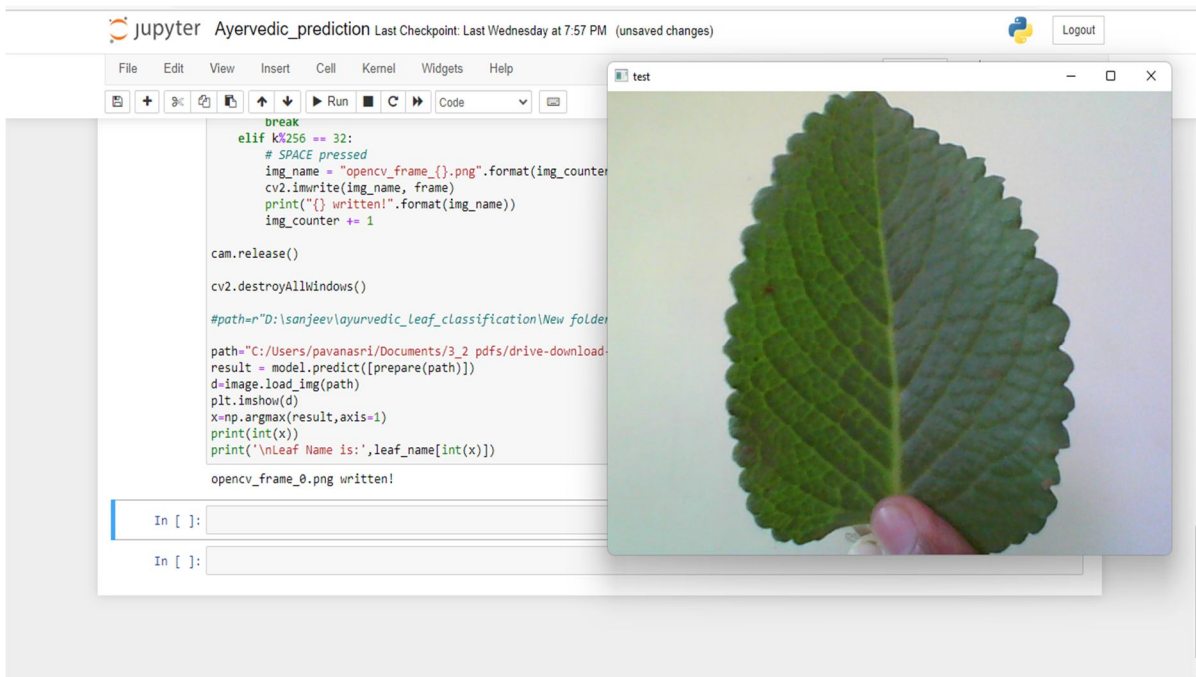 jupyter Ayervedic_prediction Last Checkpoint: Last Wednesday at 7:57 PM (unsaved changes)
Logout
File Edit View Insert Cell Kernel Widgets Help
Run Code
test
break
elif k%256 == 32:
# SPACE pressed
img_name = "opencv_frame_{}.png".format(img_counter
cv2.imwrite(img_name, frame)
print("{} written!".format(img_name))
img_counter += 1
cam.release()
cv2.destroyAllWindows()
#path=r"D:\sanjeev\ayurvedic_leaf_classification\New folder
path="C:/Users/pavanasri/Documents/3_2 pdfs/drive-download-
result = model.predict([prepare(path)])
d=image.load_img(path)
plt.imshow(d)
x=np.argmax(result,axis=1)
print(int(x))
print('\nLeaf Name is:',leaf_name[int(x)])
opencv_frame_0.png written!
In [ ]:
In [ ]: